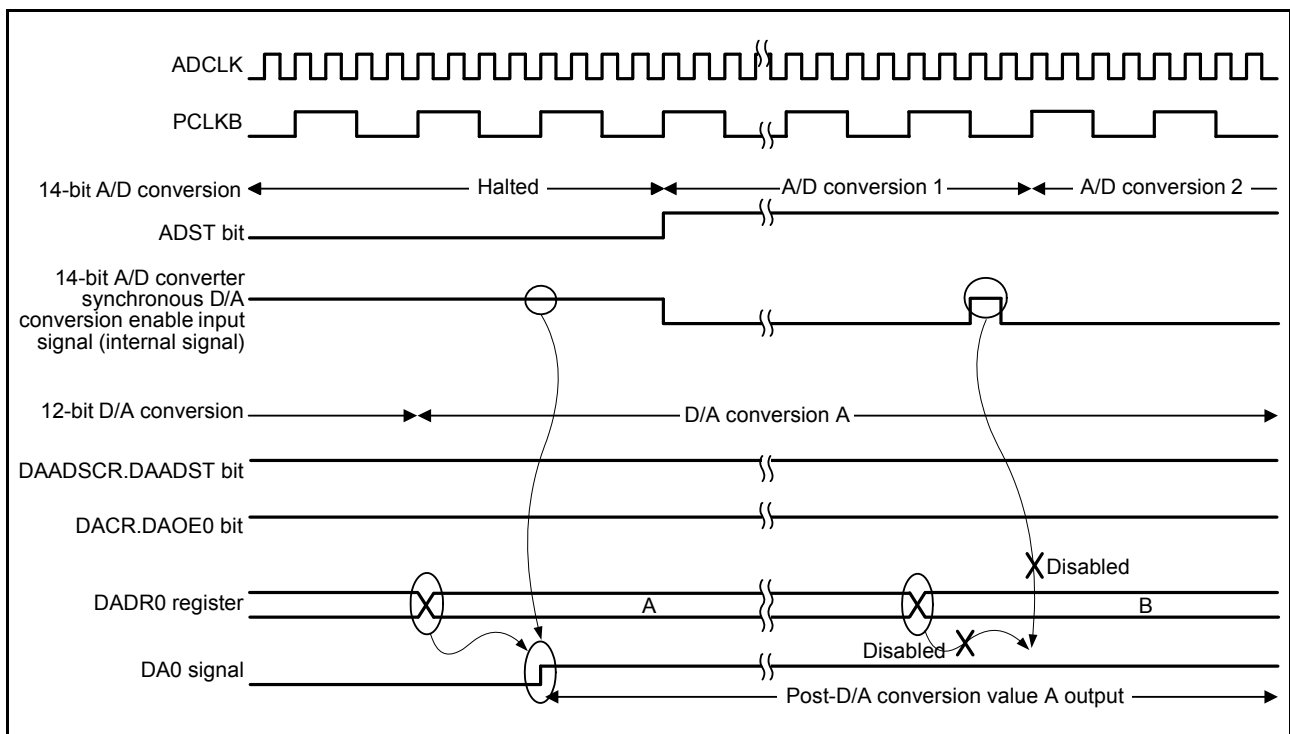 ADCLK
PCLKB
14-bit A/D conversion
Halted
A/D conversion 1
A/D conversion 2
ADST bit
14-bit A/D converter
synchronous D/A
conversion enable input
signal (internal signal)
12-bit D/A conversion
D/A conversion A
DAADSCR.DAADST bit
DACR.DAOE0 bit
Disabled
DADR0 register
A
B
Disabled
DA0 signal
Post-D/A conversion value A output